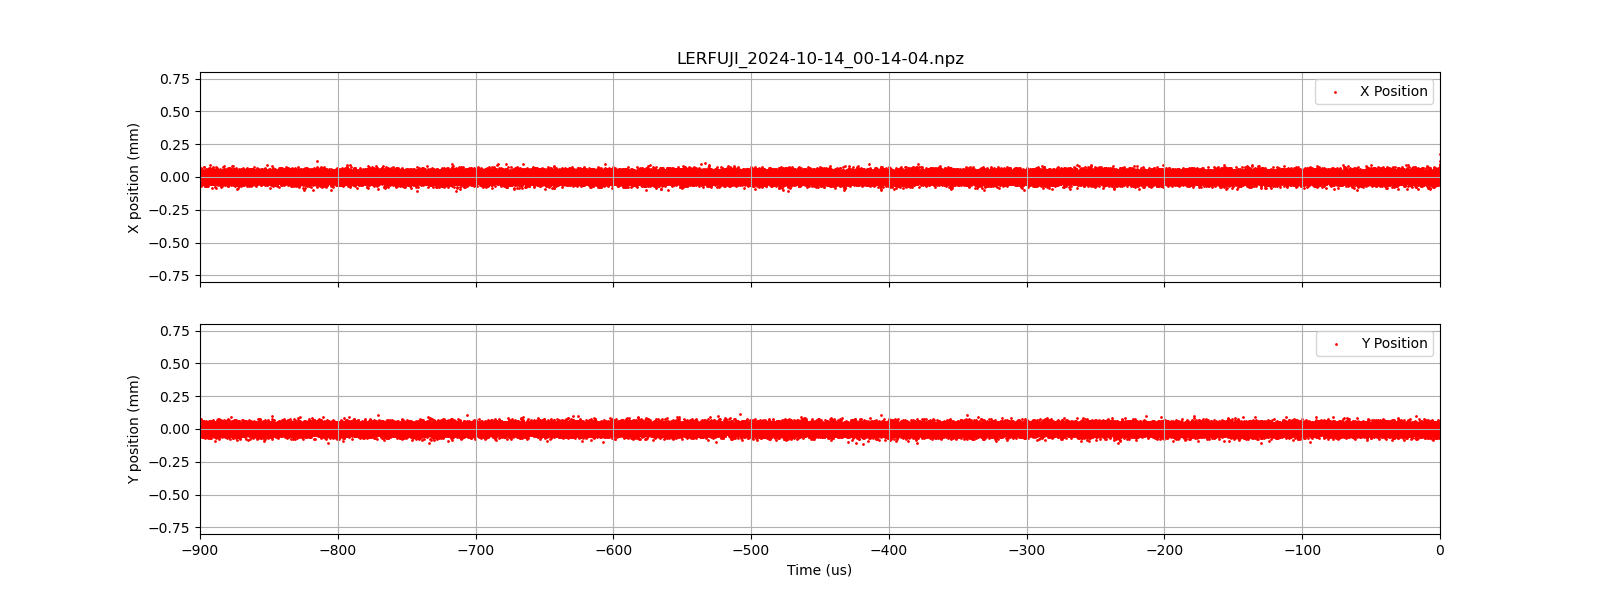 LERFUJI_2024-10-14_00-14-04.npz
X position (mm)
0.75
0.50
0.25
0.00
−0.25
−0.50
−0.75
X Position
Y position (mm)
0.75
0.50
0.25
0.00
−0.25
−0.50
−0.75
Y Position
−900 −800 −700 −600 −500 −400 −300 −200 −100 0
Time (us)